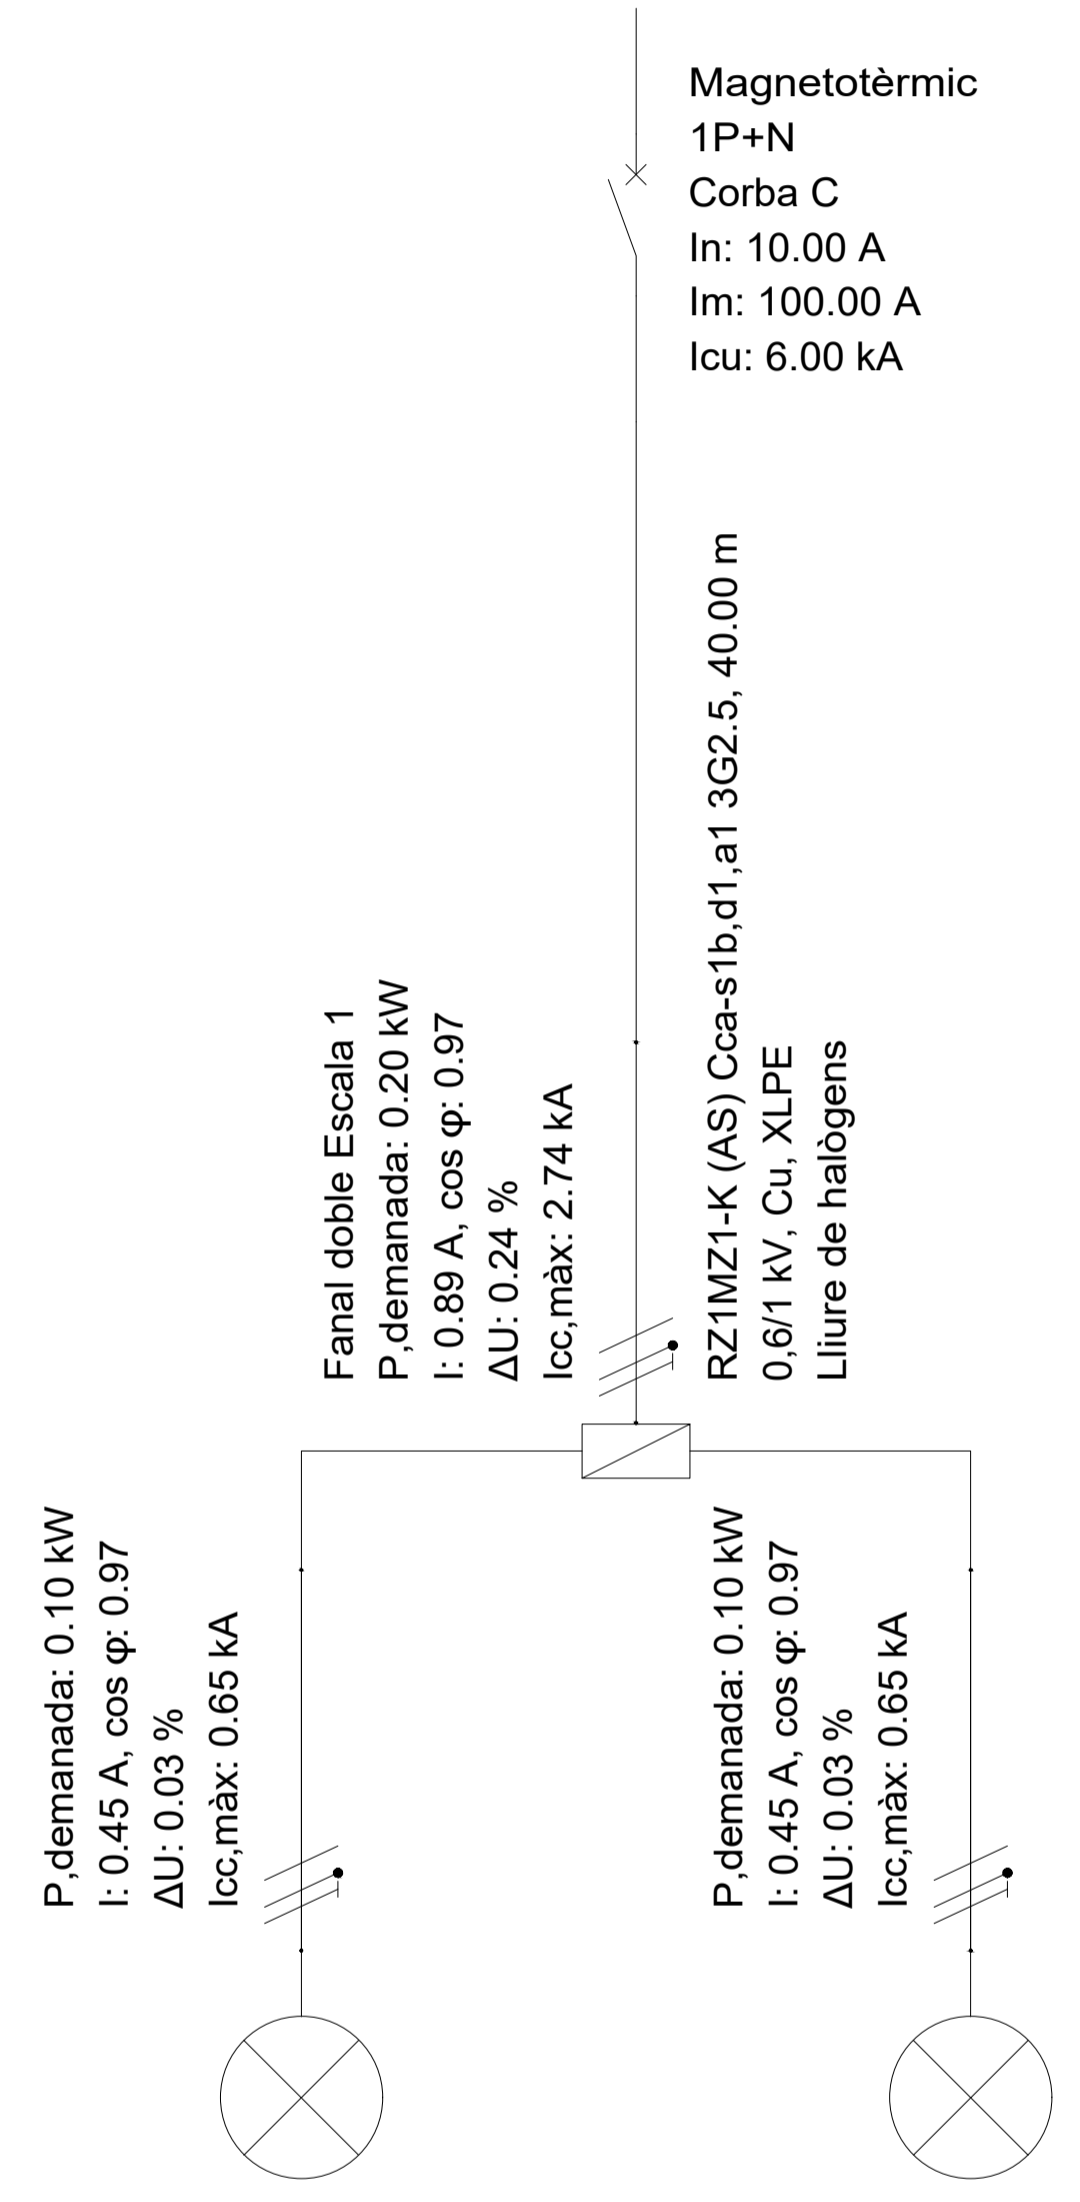 Magnetotèrmic
1P+N
Corba C
In: 10.00 A
Im: 100.00 A
Icu: 6.00 kA
Fanal doble Escala 1
P,demanada: 0.20 kW
I: 0.89 A, cos φ: 0.97
ΔU: 0.24 %
Icc,màx: 2.74 kA
RZ1MZ1-K (AS) Cca-s1b,d1,a1 3G2.5, 40.00 m
0,6/1 kV, Cu, XLPE
Lliure de halògens
P,demanada: 0.10 kW
I: 0.45 A, cos φ: 0.97
ΔU: 0.03 %
Icc,màx: 0.65 kA
P,demanada: 0.10 kW
I: 0.45 A, cos φ: 0.97
ΔU: 0.03 %
Icc,màx: 0.65 kA